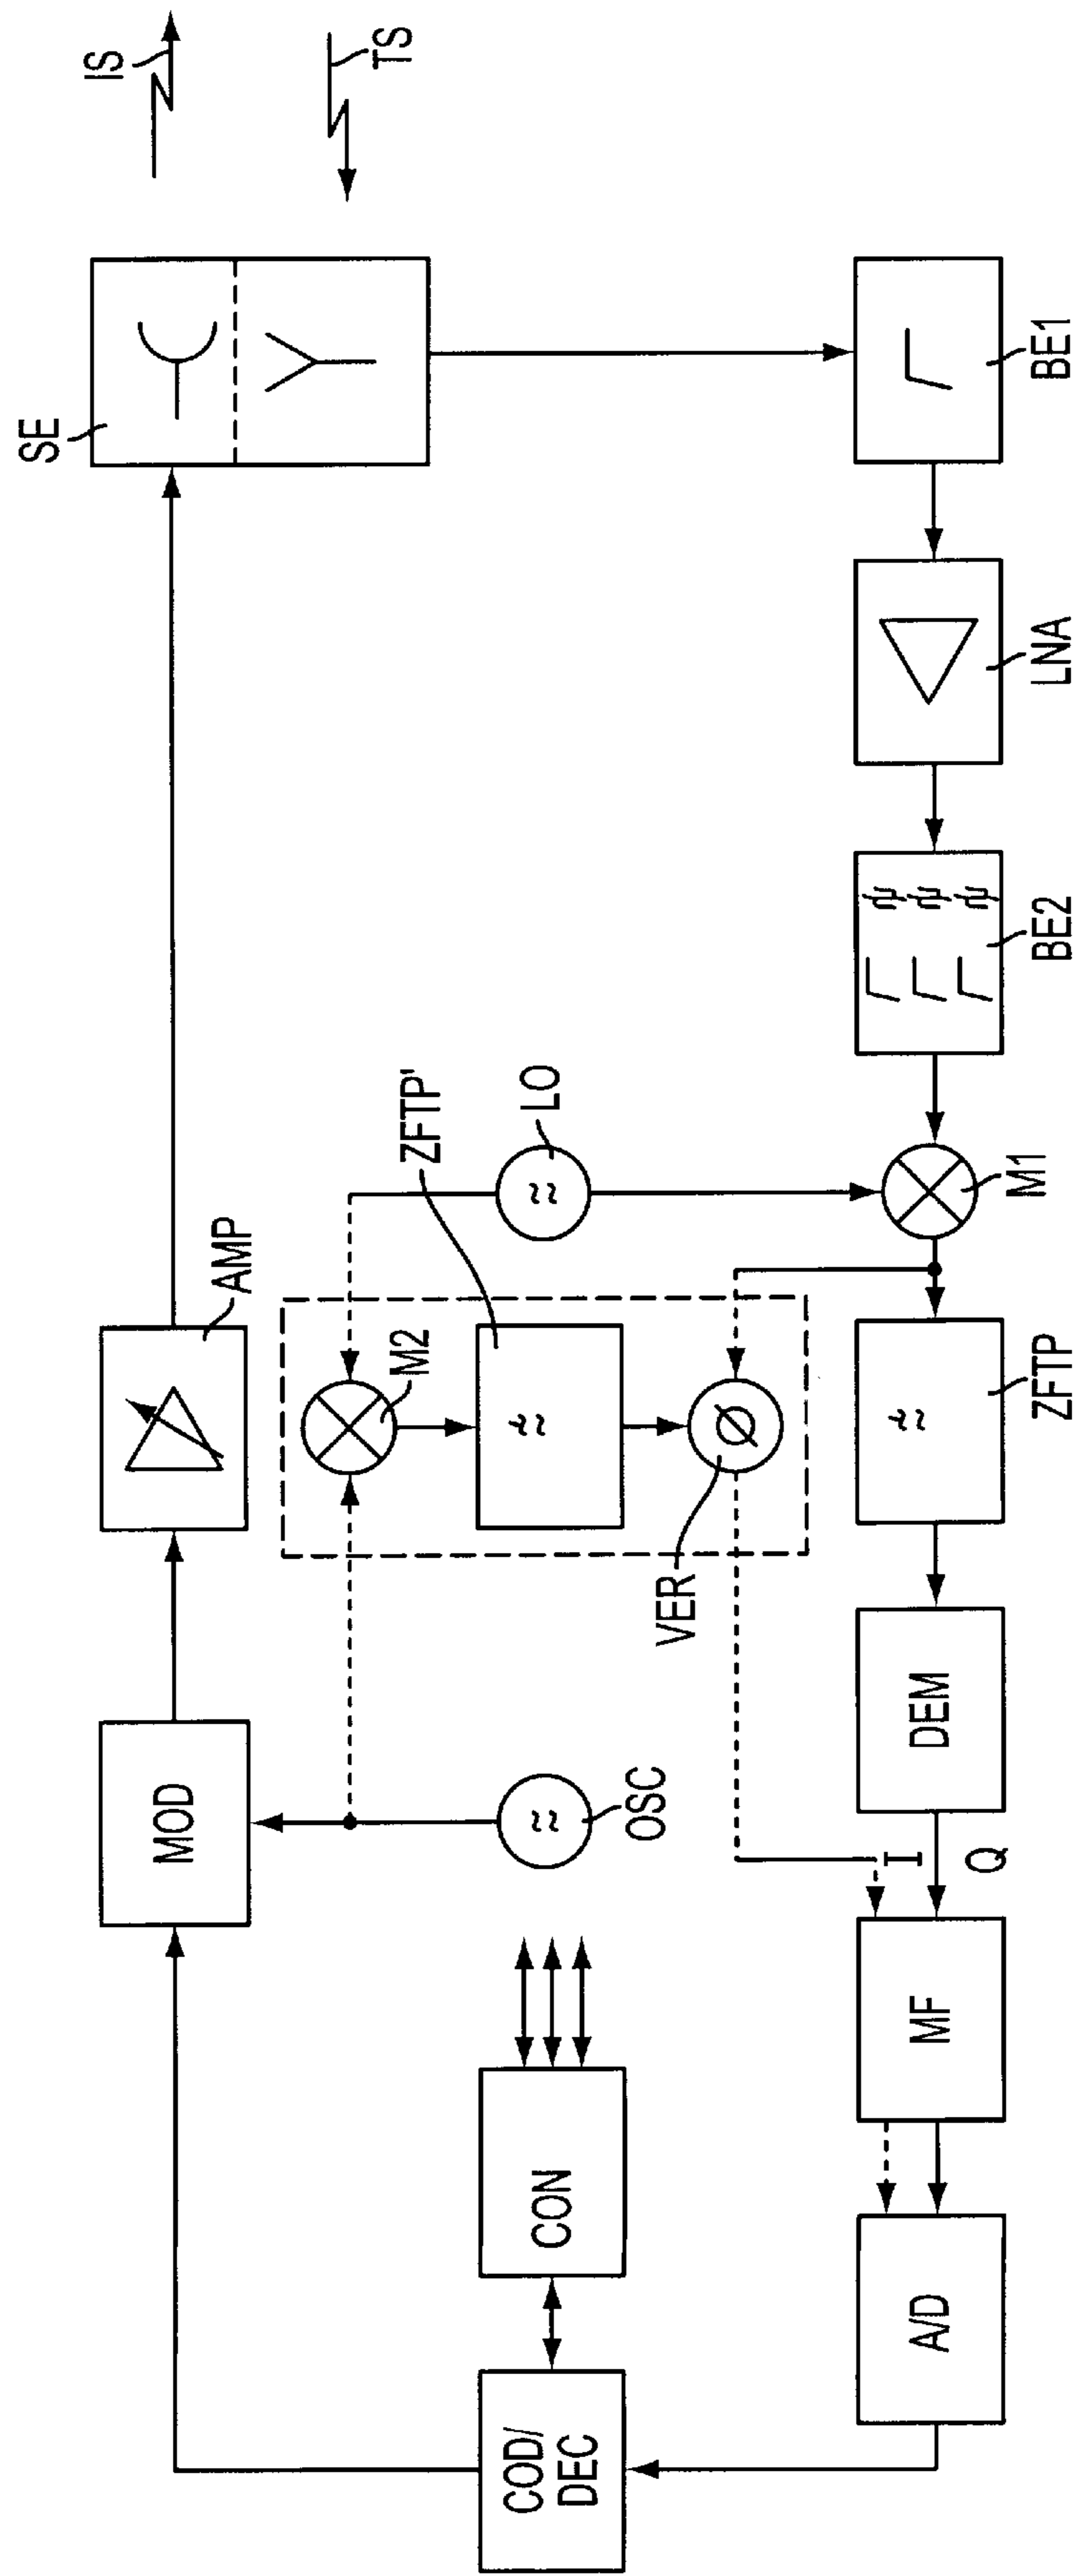 IS
TS
SE
AMP
MOD
ZFTP'
LO
M2
VER
OSC
CON
COD/
DEC
BE1
LNA
BE2
M1
ZFTP
DEM
I
Q
MF
A/D